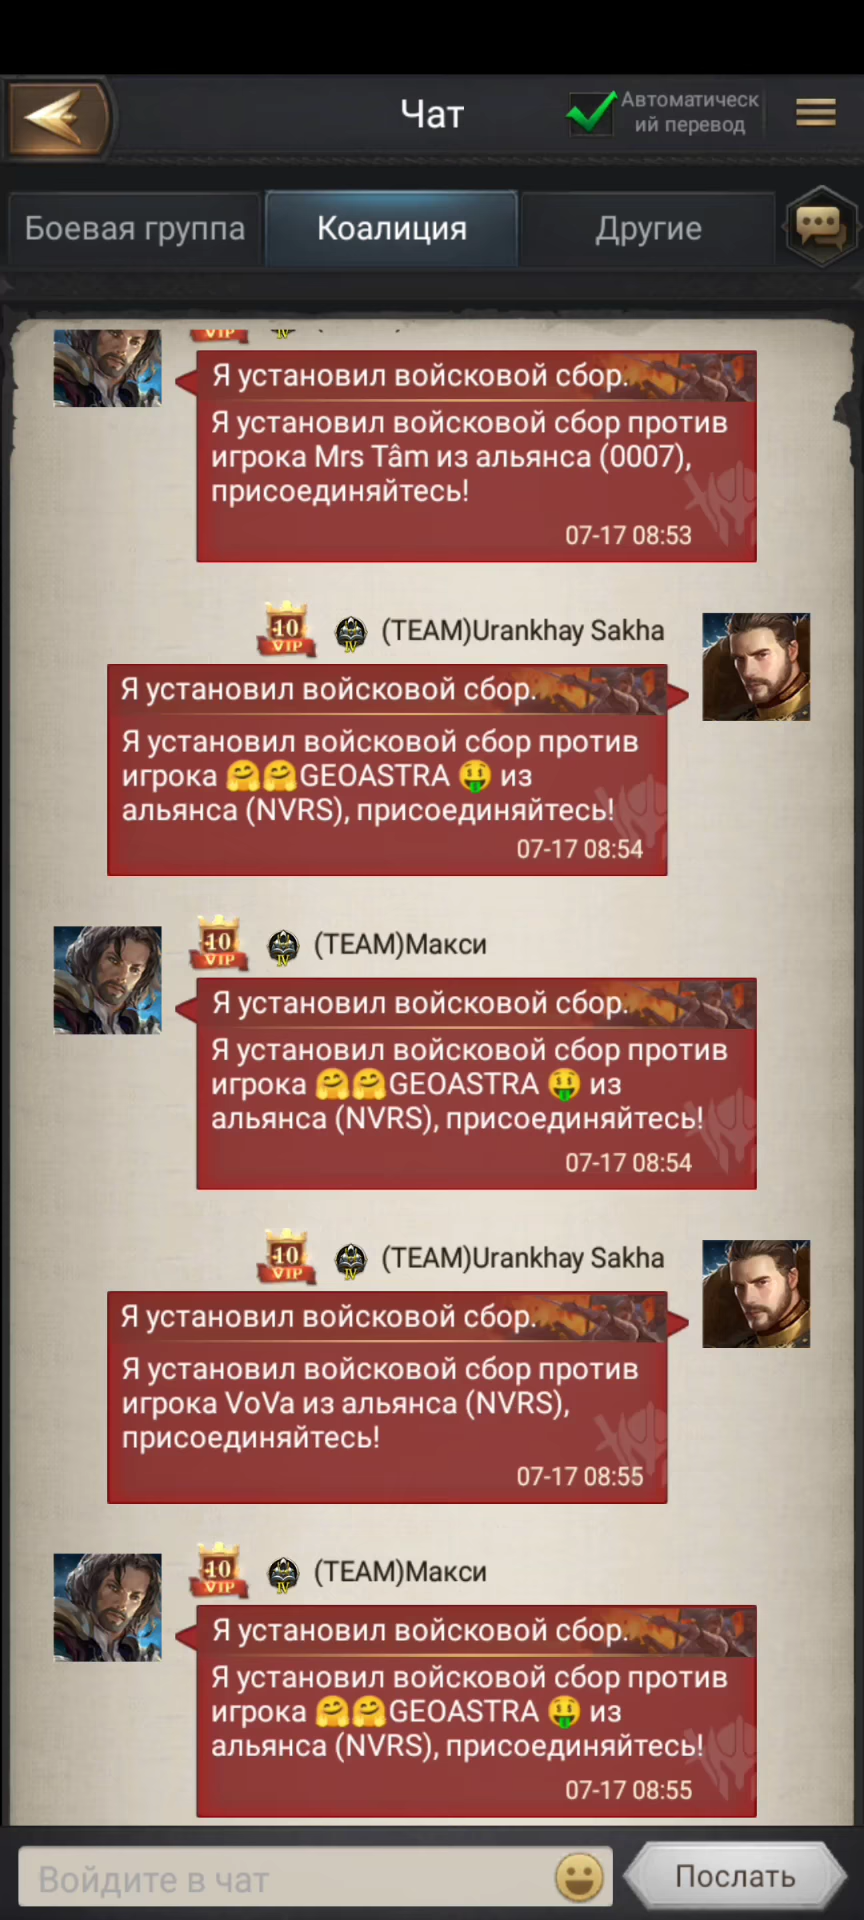 Чат
Автоматическ
ий перевод
Боевая группа
Коалиция
Другие
VIP
IV
Я установил войсковой сбор.
Я установил войсковой сбор против
игрока Mrs Tâm из альянса (0007),
присоединяйтесь!
07-17 08:53
10
VIP
IV
(TEAM)Urankhay Sakha
Я установил войсковой сбор.
Я установил войсковой сбор против
игрока 🤗🤗GEOASTRA 🤑 из
альянса (NVRS), присоединяйтесь!
07-17 08:54
10
VIP
IV
(TEAM)Макси
Я установил войсковой сбор.
Я установил войсковой сбор против
игрока 🤗🤗GEOASTRA 🤑 из
альянса (NVRS), присоединяйтесь!
07-17 08:54
10
VIP
IV
(TEAM)Urankhay Sakha
Я установил войсковой сбор.
Я установил войсковой сбор против
игрока VoVa из альянса (NVRS),
присоединяйтесь!
07-17 08:55
10
VIP
IV
(TEAM)Макси
Я установил войсковой сбор.
Я установил войсковой сбор против
игрока 🤗🤗GEOASTRA 🤑 из
альянса (NVRS), присоединяйтесь!
07-17 08:55
Войдите в чат
Послать